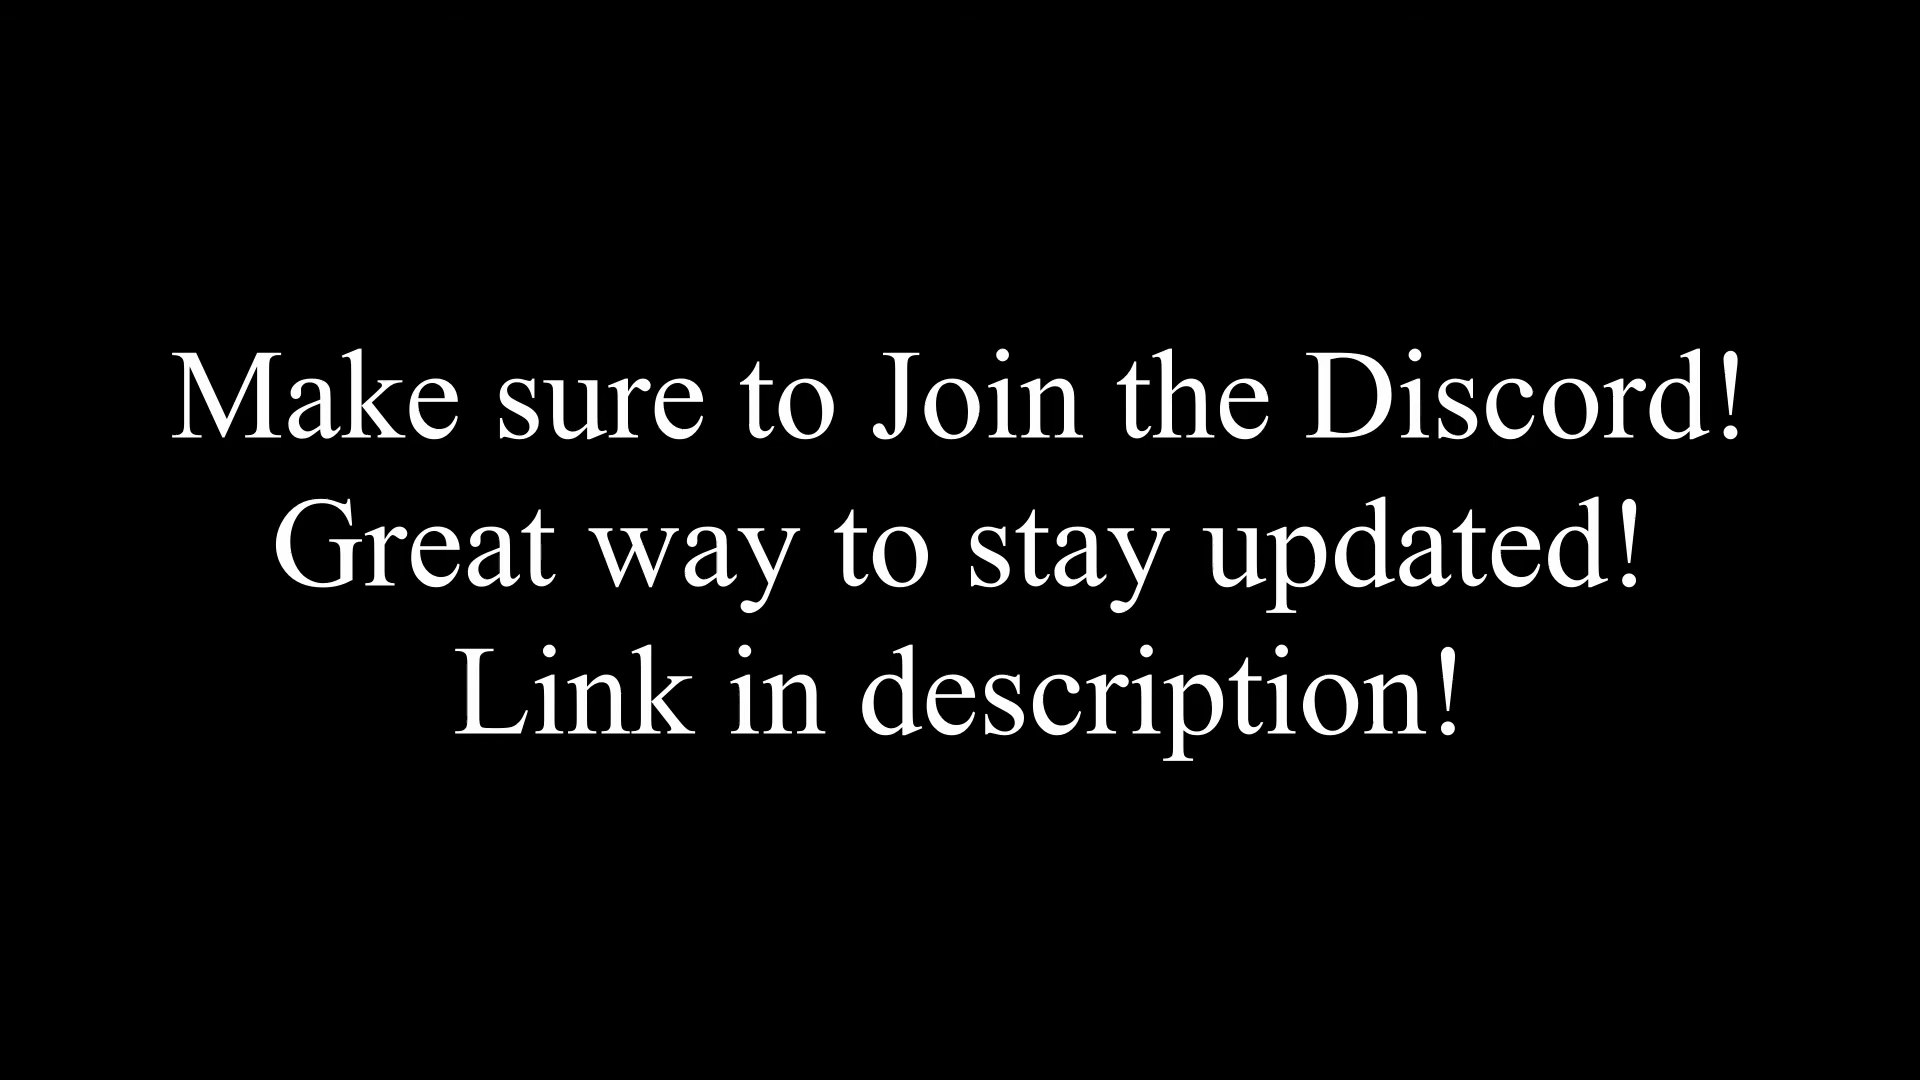 Make sure to Join the Discord!
Great way to stay updated!
Link in description!